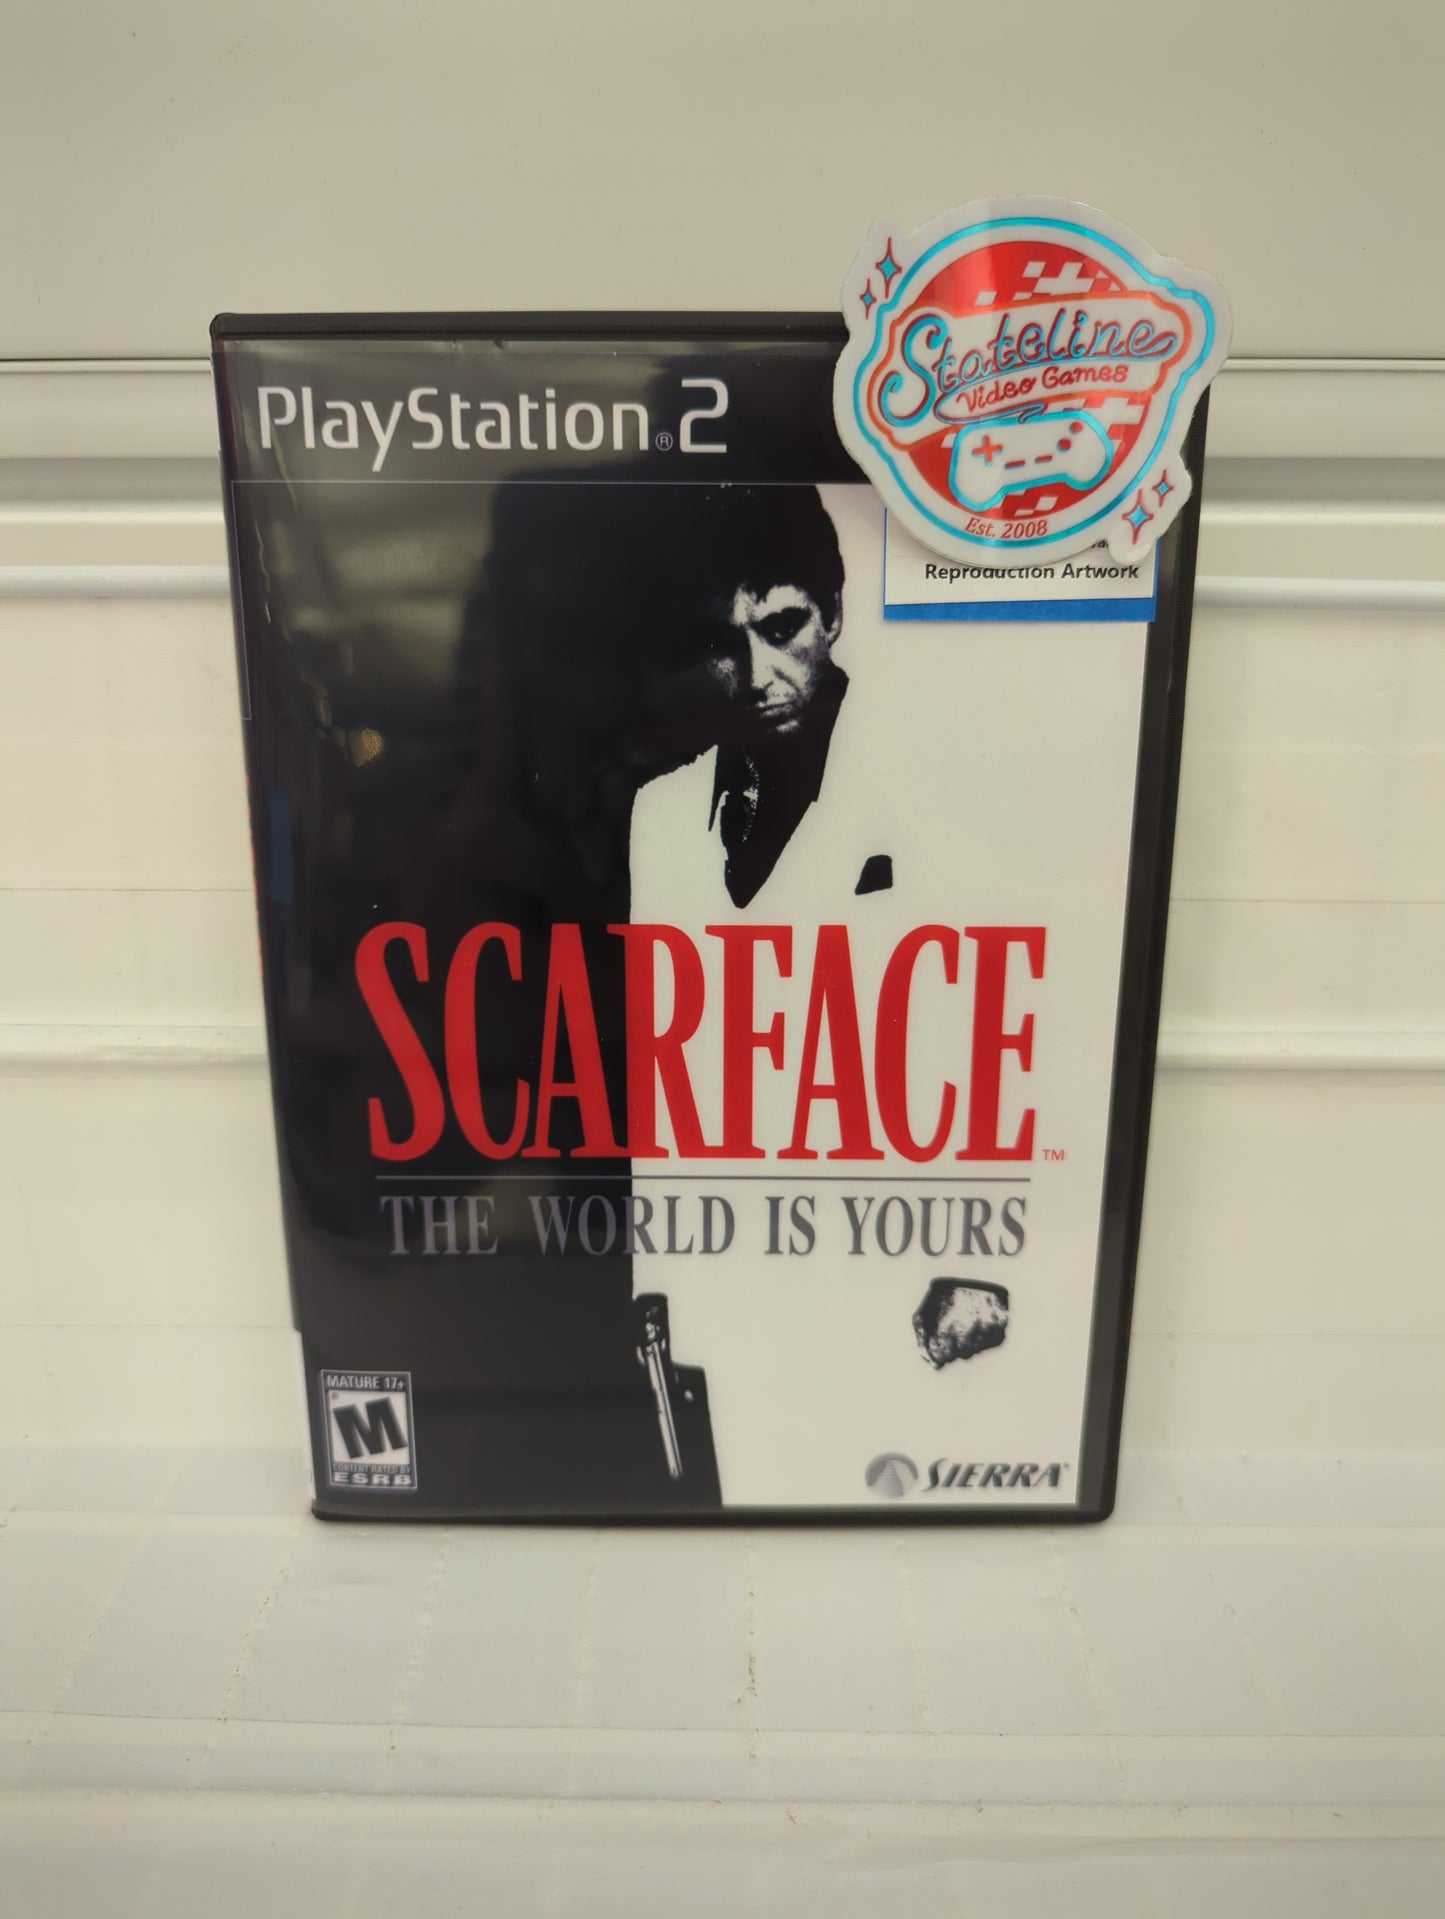 PlayStation®2
Stateline
Video Games
Est. 2008
Reproduction Artwork
SCARFACE™
THE WORLD IS YOURS
MATURE 17+
M
CONTENT RATED BY
ESRB
SIERRA®